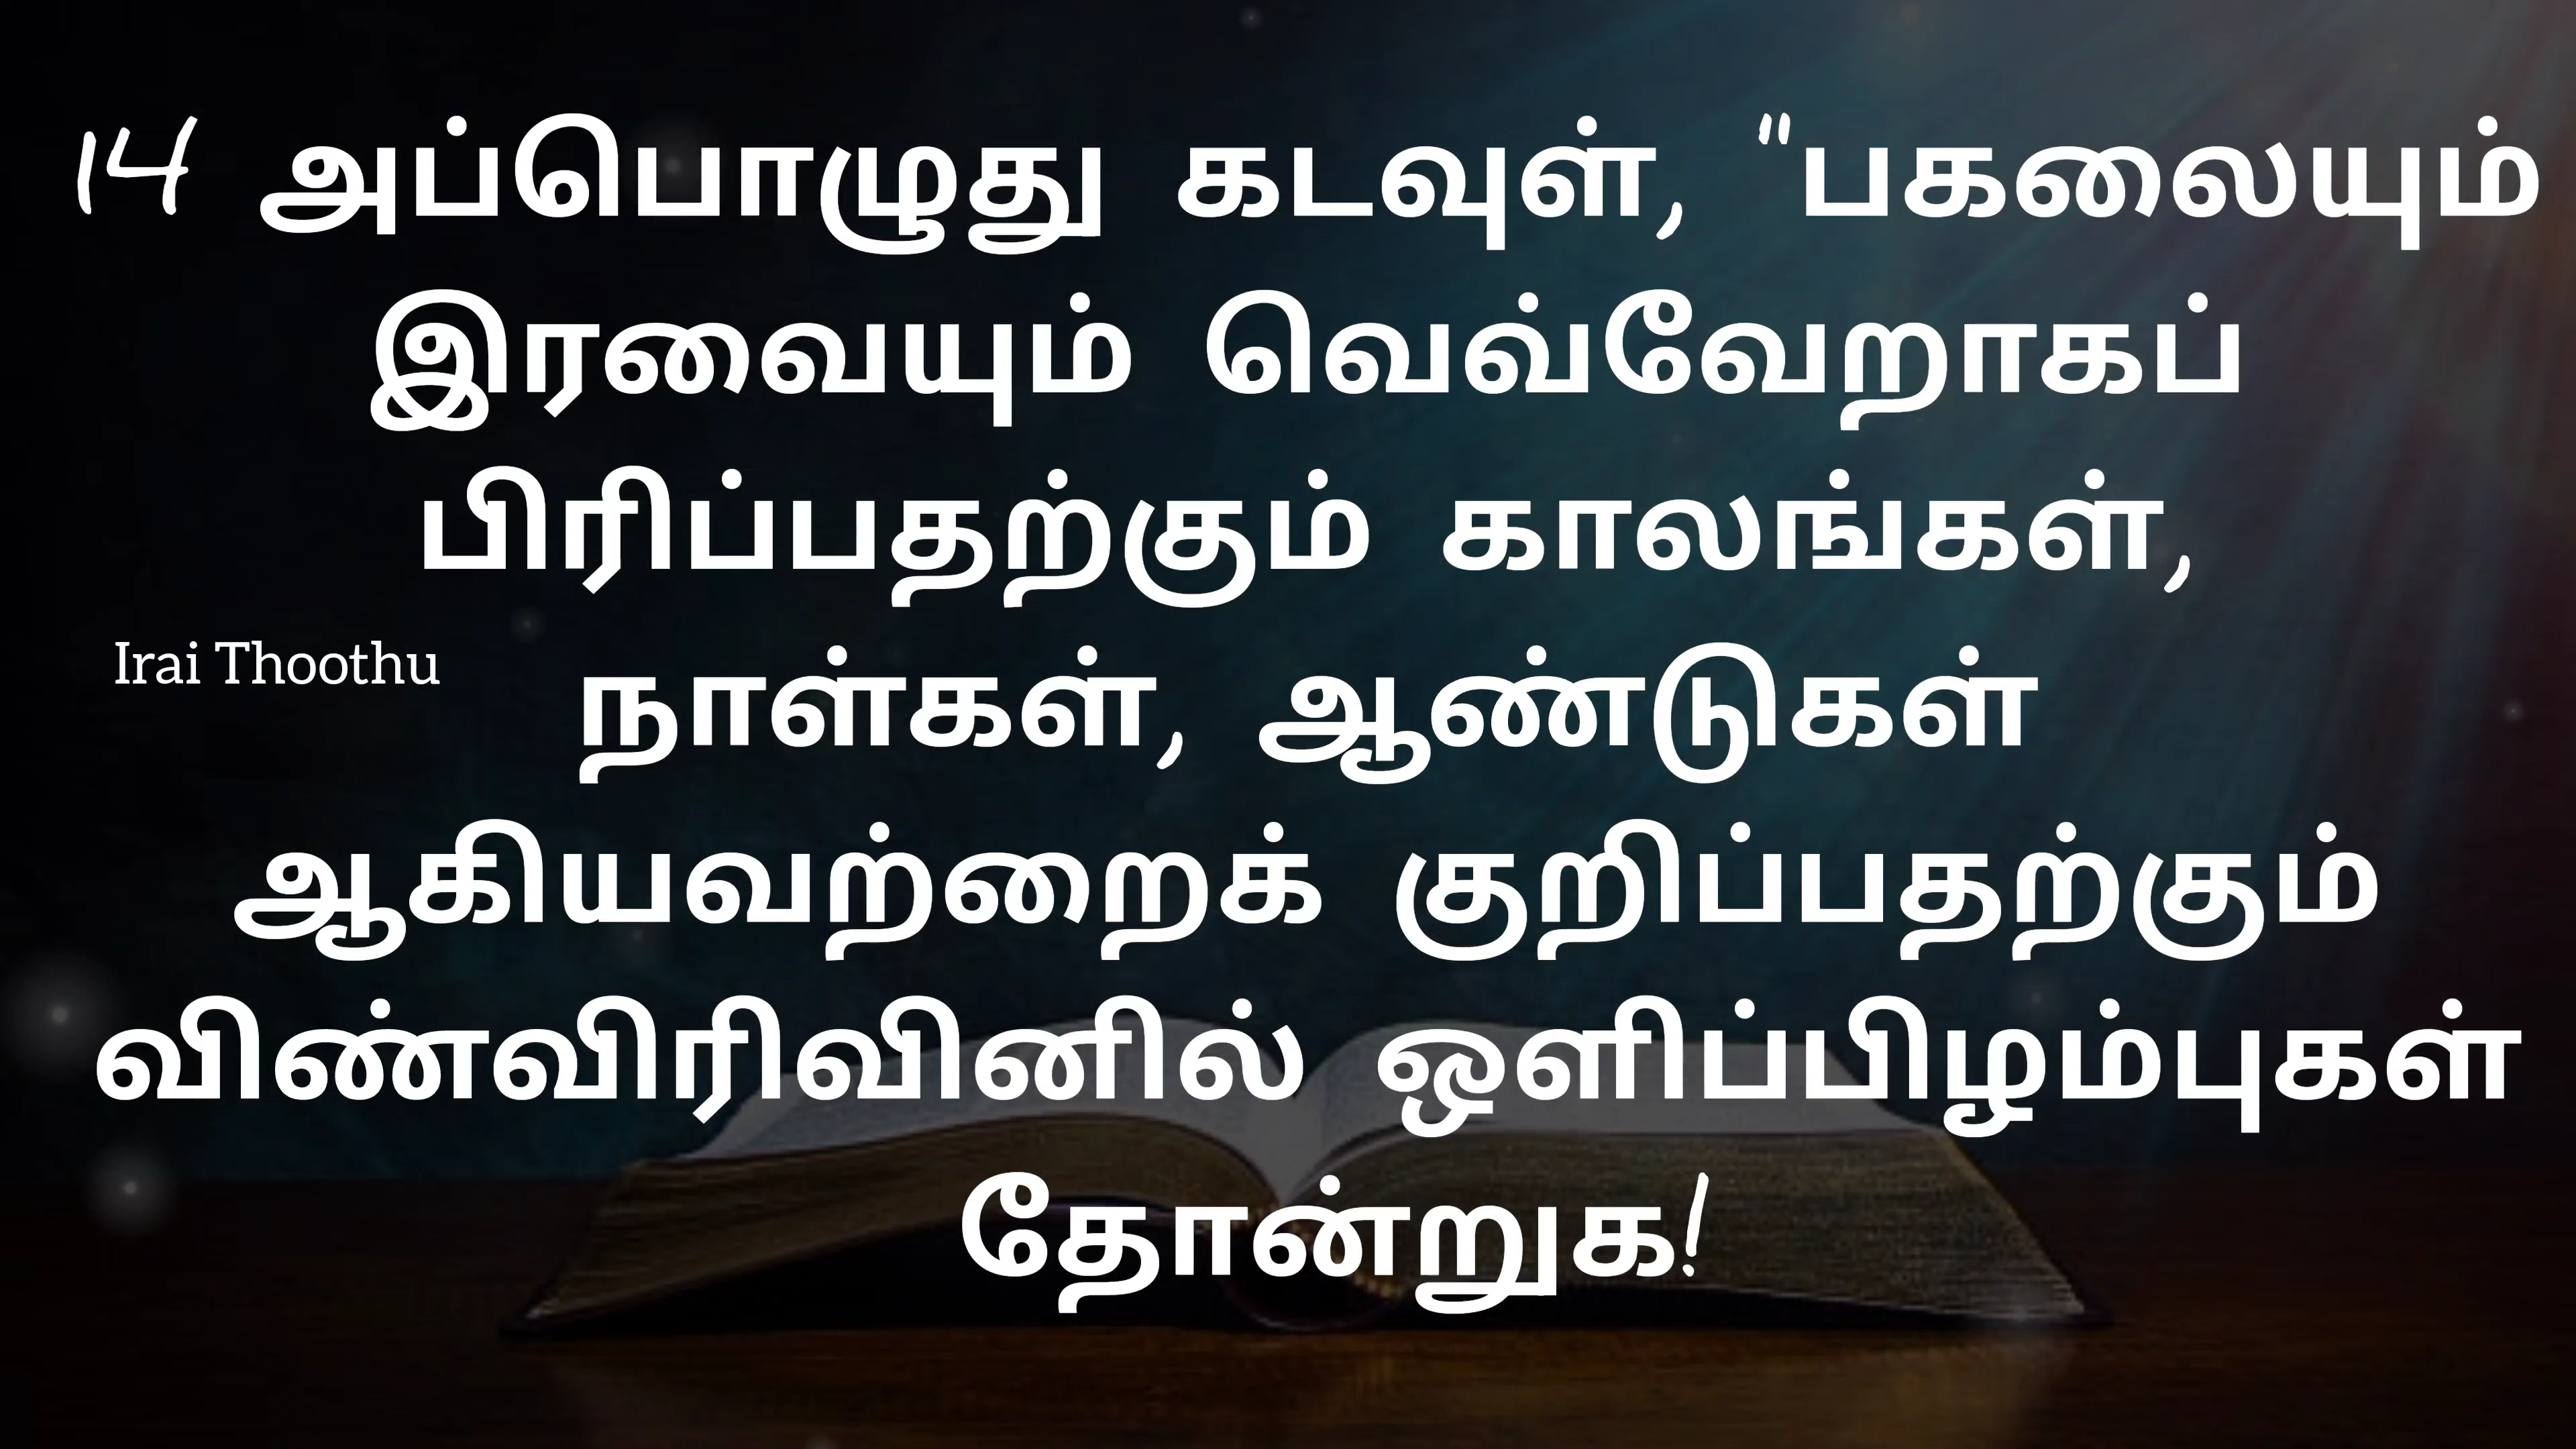 14 அப்பொழுது கடவுள், "பகலையும்
இரவையும் வெவ்வேறாகப்
பிரிப்பதற்கும் காலங்கள்,
Irai Thoothu
நாள்கள், ஆண்டுகள்
ஆகியவற்றைக் குறிப்பதற்கும்
விண்விரிவினில் ஒளிப்பிழம்புகள்
தோன்றுக!